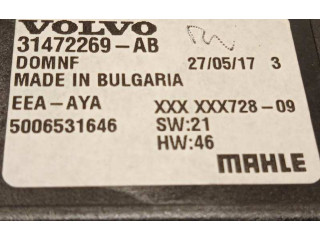 VOLVO
31472269-AB
DOMNF 27/05/17 3
MADE IN BULGARIA
EEA-AYA XXX XXX728-09
5006531646 SW:21
HW:46
MAHLE